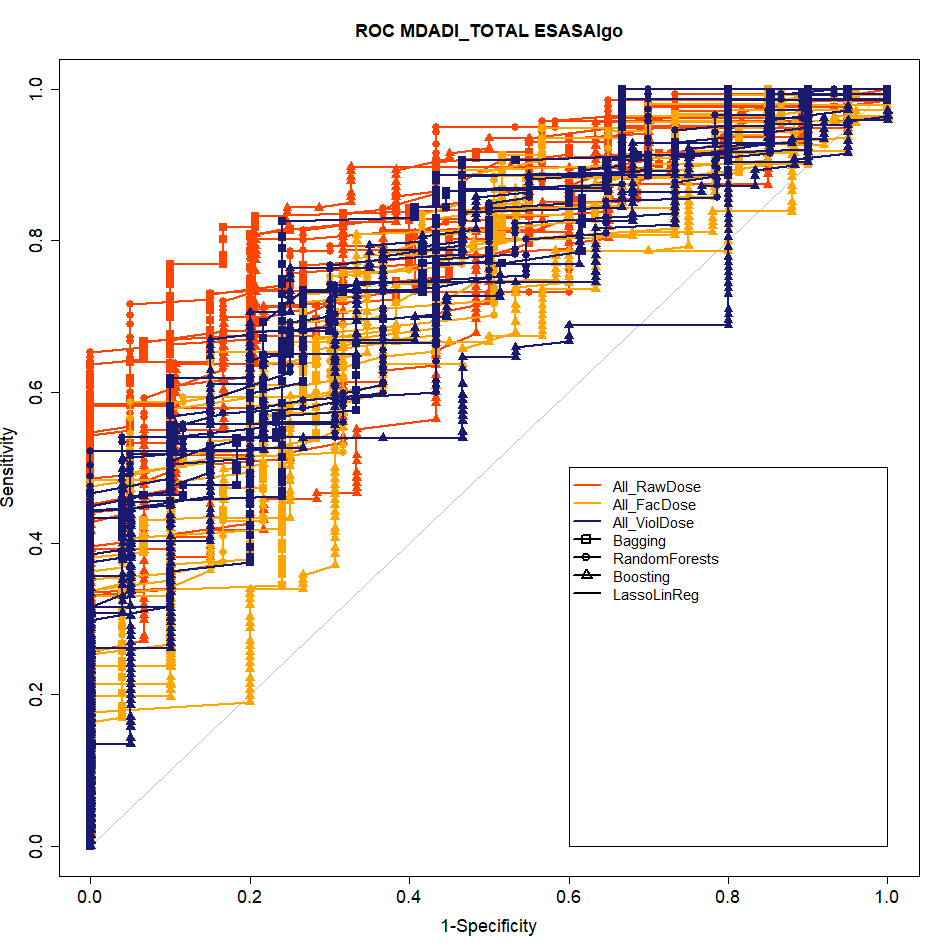 ROC MDADI_TOTAL ESASAlgo
1.0
0.8
0.6
0.4
0.2
0.0
Sensitivity
All_RawDose
All_FacDose
All_ViolDose
Bagging
RandomForests
Boosting
LassoLinReg
0.0 0.2 0.4 0.6 0.8 1.0
1-Specificity